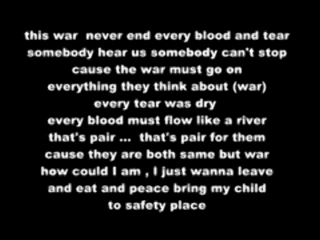 this war  never end every blood and tear
somebody hear us somebody can't stop
cause the war must go on
everything they think about (war)
every tear was dry
every blood must flow like a river
that's pair ...  that's pair for them
cause they are both same but war
how could I am , I just wanna leave
and eat and peace bring my child
to safety place